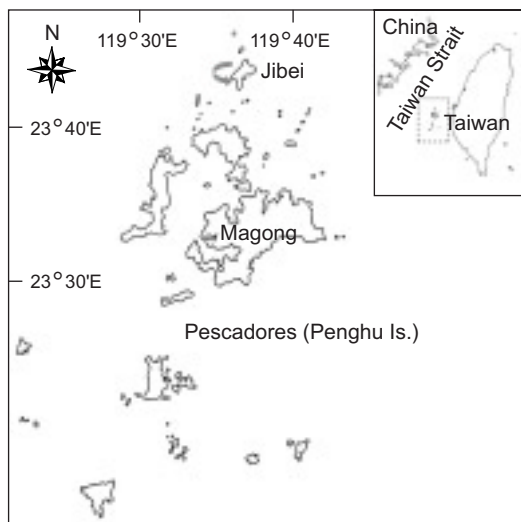 N
119°30'E
119°40'E
Jibei
23°40'E
Magong
23°30'E
Pescadores (Penghu Is.)
China
Taiwan Strait
Taiwan